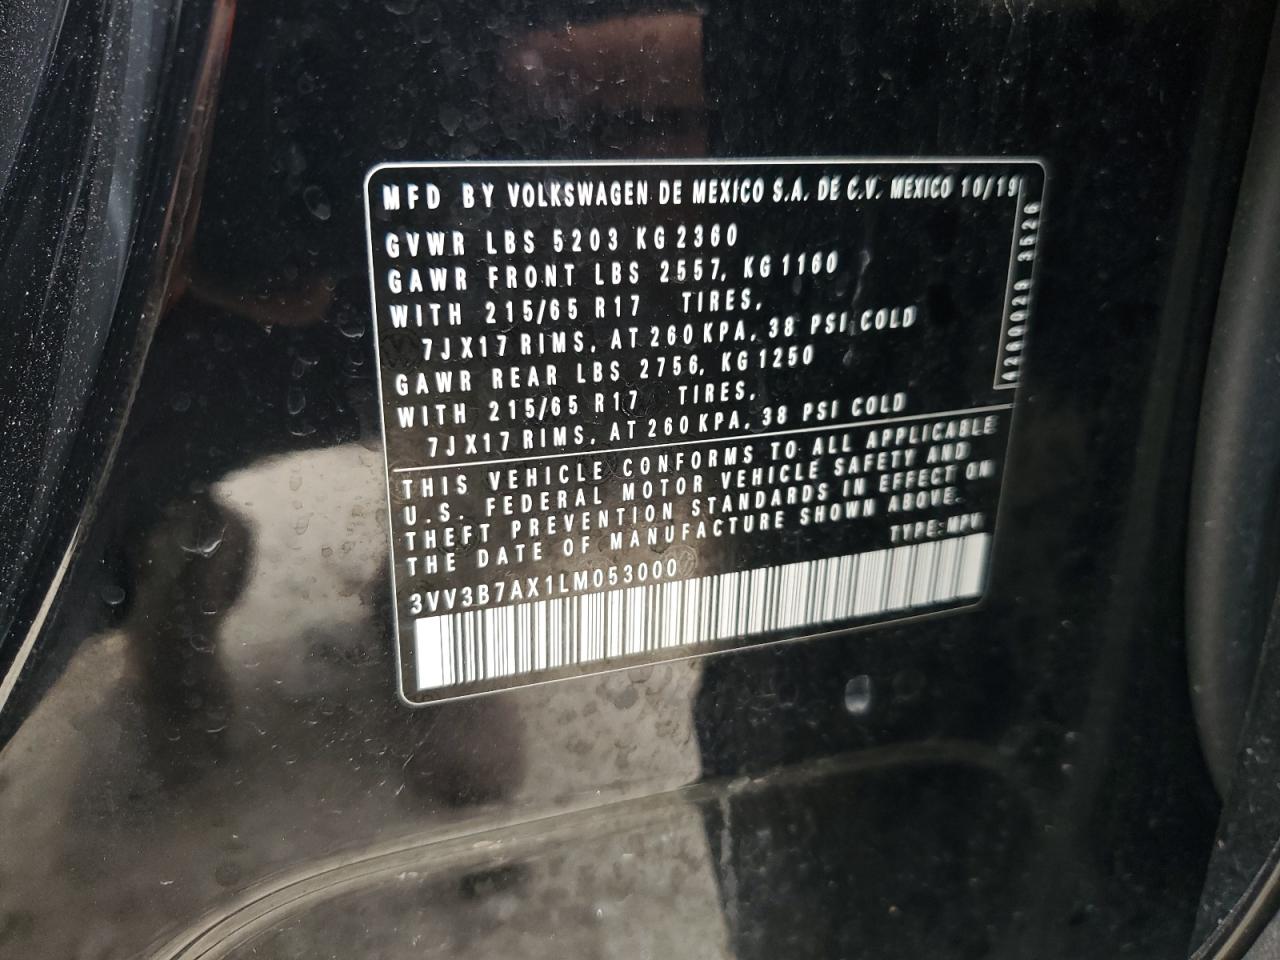 MFD BY VOLKSWAGEN DE MEXICO S.A. DE C.V. MEXICO 10/19
GVWR LBS 5203 KG 2360
GAWR FRONT LBS 2557, KG 1160
WITH 215/65 R17 TIRES,
7JX17 RIMS, AT 260 KPA, 38 PSI COLD
GAWR REAR LBS 2756, KG 1250
WITH 215/65 R17 TIRES,
7JX17 RIMS, AT 260 KPA, 38 PSI COLD
THIS VEHICLE CONFORMS TO ALL APPLICABLE
U.S. FEDERAL MOTOR VEHICLE SAFETY AND
THEFT PREVENTION STANDARDS IN EFFECT ON
THE DATE OF MANUFACTURE SHOWN ABOVE.
TYPE: MPV
3VV3B7AX1LM053000